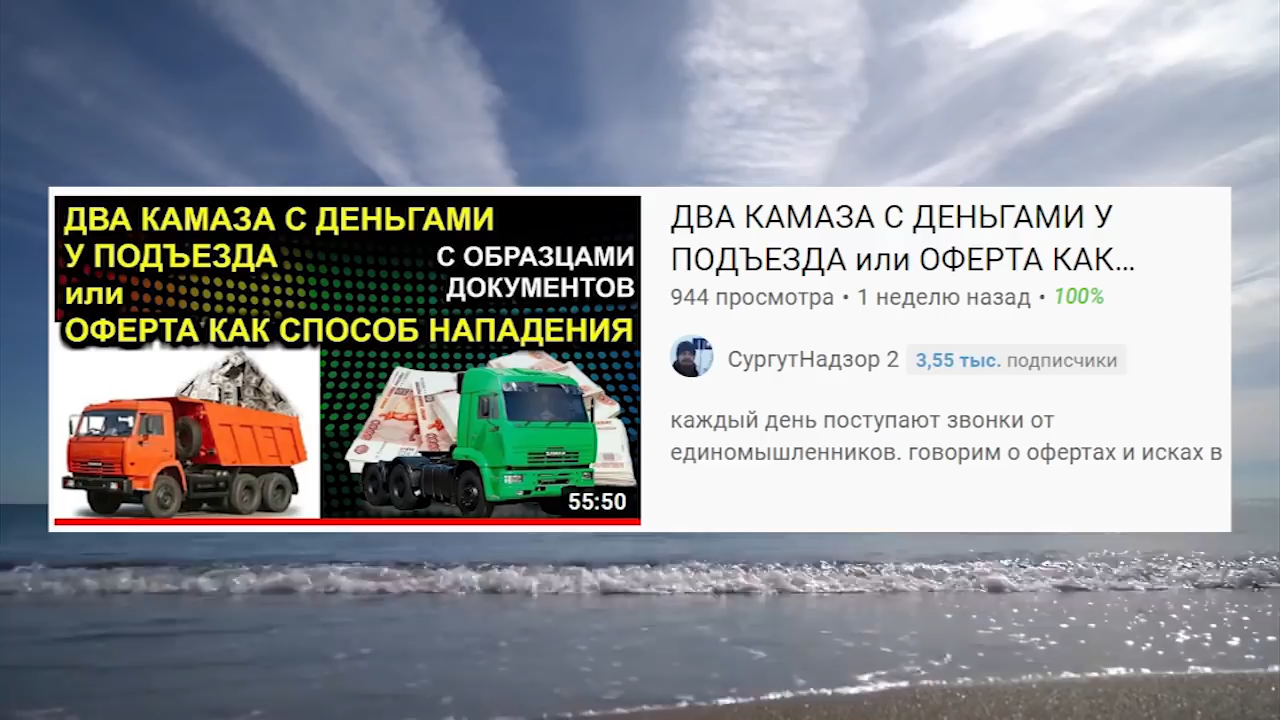 ДВА КАМАЗА С ДЕНЬГАМИ
У ПОДЪЕЗДА
С ОБРАЗЦАМИ
ДОКУМЕНТОВ
или
ОФЕРТА КАК СПОСОБ НАПАДЕНИЯ
55:50
ДВА КАМАЗА С ДЕНЬГАМИ У
ПОДЪЕЗДА или ОФЕРТА КАК...
944 просмотра • 1 неделю назад • 100%
СургутНадзор 2 3,55 тыс. подписчики
каждый день поступают звонки от
единомышленников. говорим о офертах и исках в